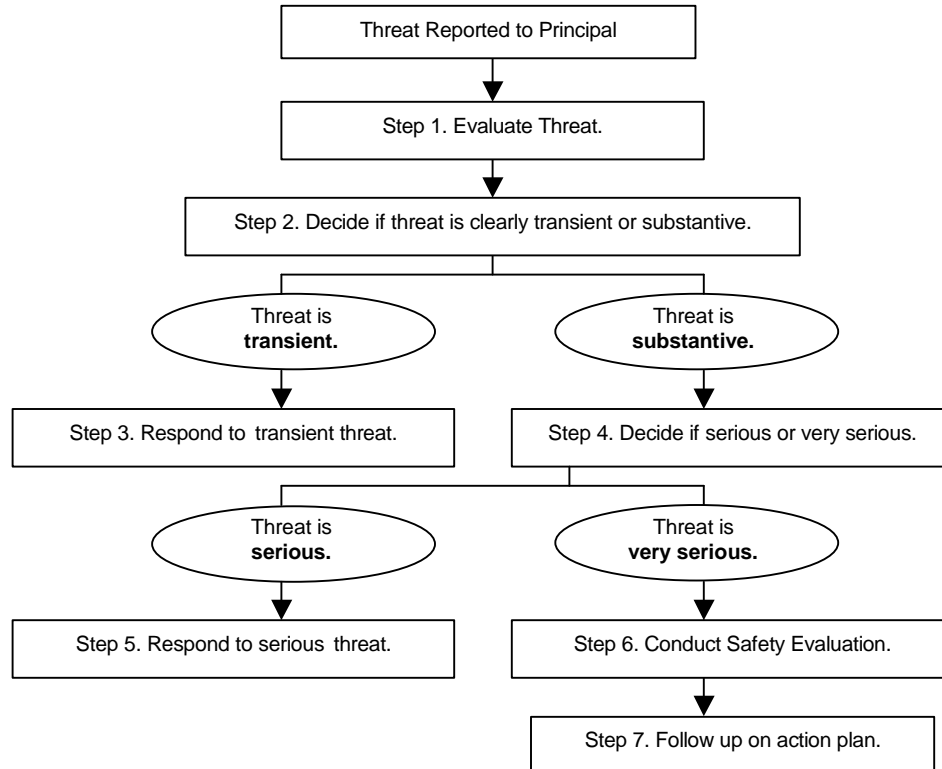 Threat Reported to Principal
Step 1. Evaluate Threat.
Step 2. Decide if threat is clearly transient or substantive.
Threat is
transient.
Threat is
substantive.
Step 3. Respond to transient threat.
Step 4. Decide if serious or very serious.
Threat is
serious.
Threat is
very serious.
Step 5. Respond to serious threat.
Step 6. Conduct Safety Evaluation.
Step 7. Follow up on action plan.